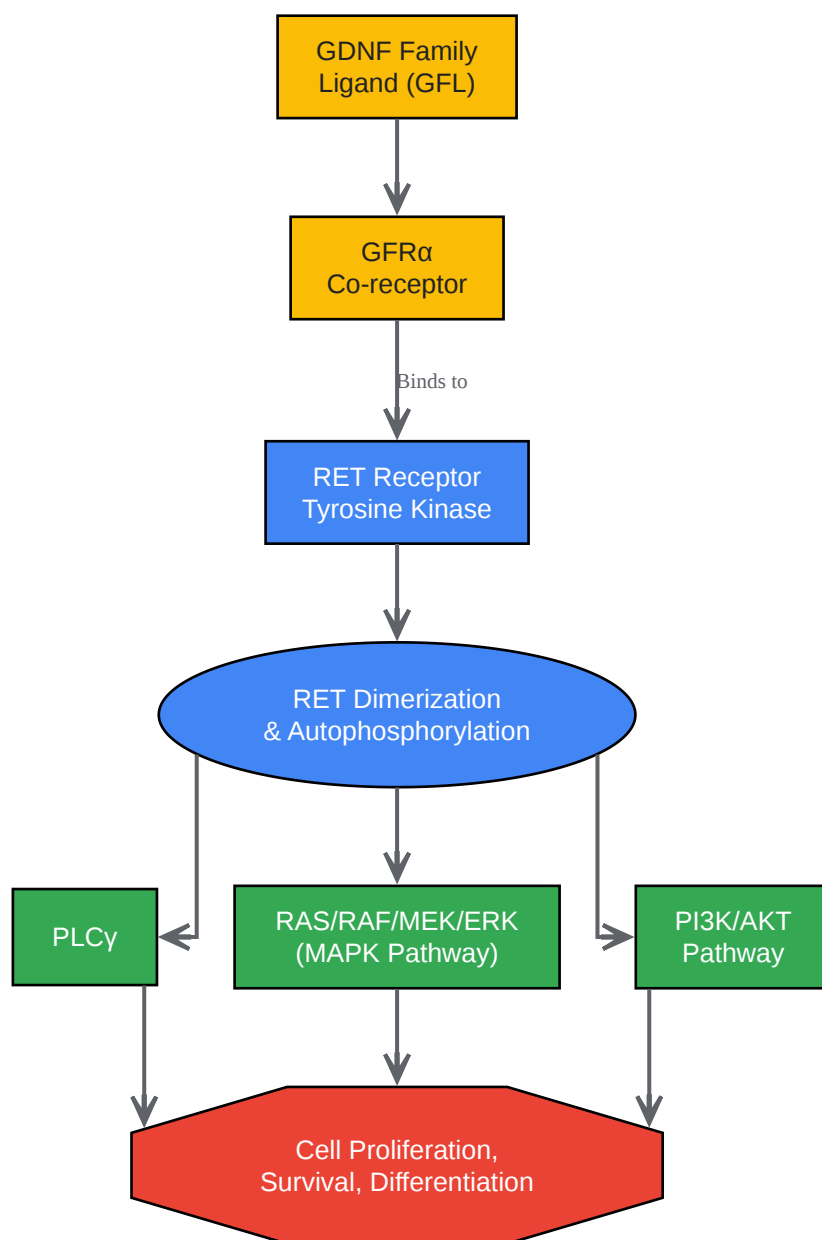 GDNF Family
Ligand (GFL)
GFRα
Co-receptor
Binds to
RET Receptor
Tyrosine Kinase
RET Dimerization
& Autophosphorylation
PLCγ
RAS/RAF/MEK/ERK
(MAPK Pathway)
PI3K/AKT
Pathway
Cell Proliferation,
Survival, Differentiation